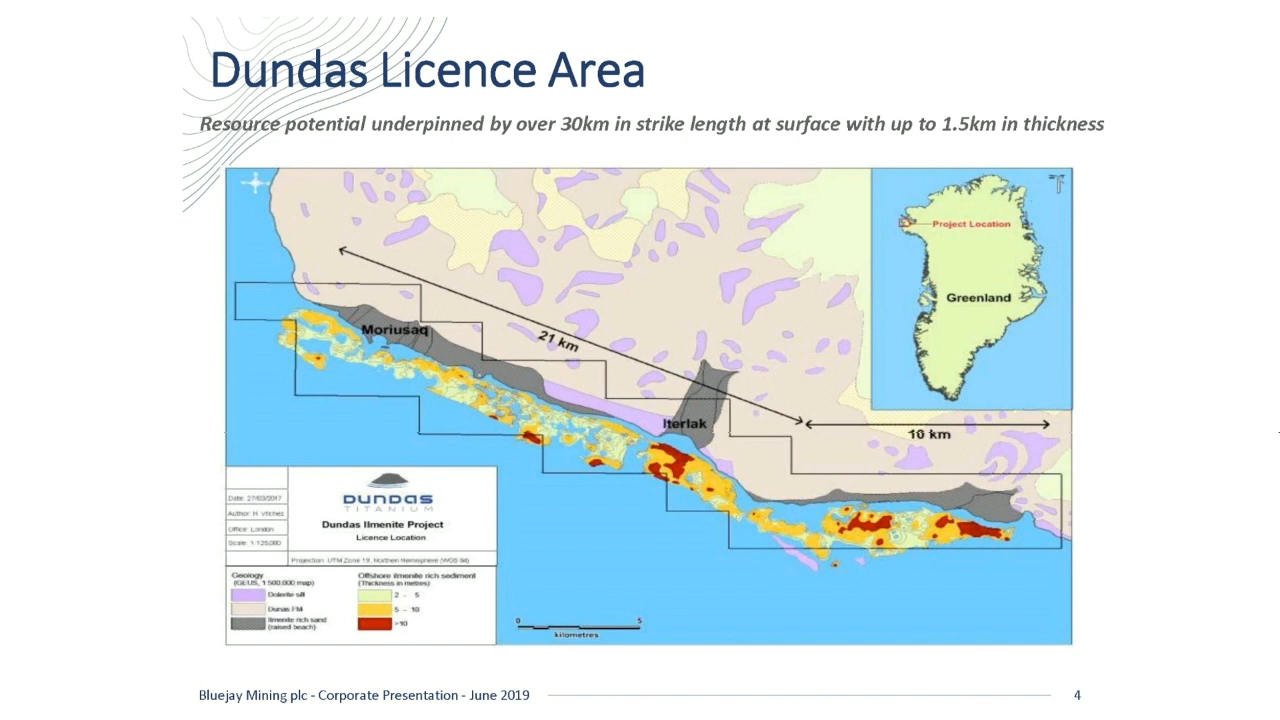 Dundas Licence Area
Resource potential underpinned by over 30km in strike length at surface with up to 1.5km in thickness
Project Location
Greenland
Moriusaq
21 km
Iterlak
10 km
Date: 27/03/2017
Author: H. Vilchez
Office: London
Scale: 1:125,000
DUNDAS
TITANIUM
Dundas Ilmenite Project
Licence Location
Projection: UTM Zone 19, Northen Hemisphere (WGS 84)
Geology
(GEUS, 1:500,000 map)
Dolerite sill
Dunas FM
Ilmenite rich sand
(raised beach)
Offshore ilmenite rich sediment
(Thickness in metres)
2 - 5
5 - 10
>10
0 5
kilometres
Bluejay Mining plc - Corporate Presentation - June 2019 4